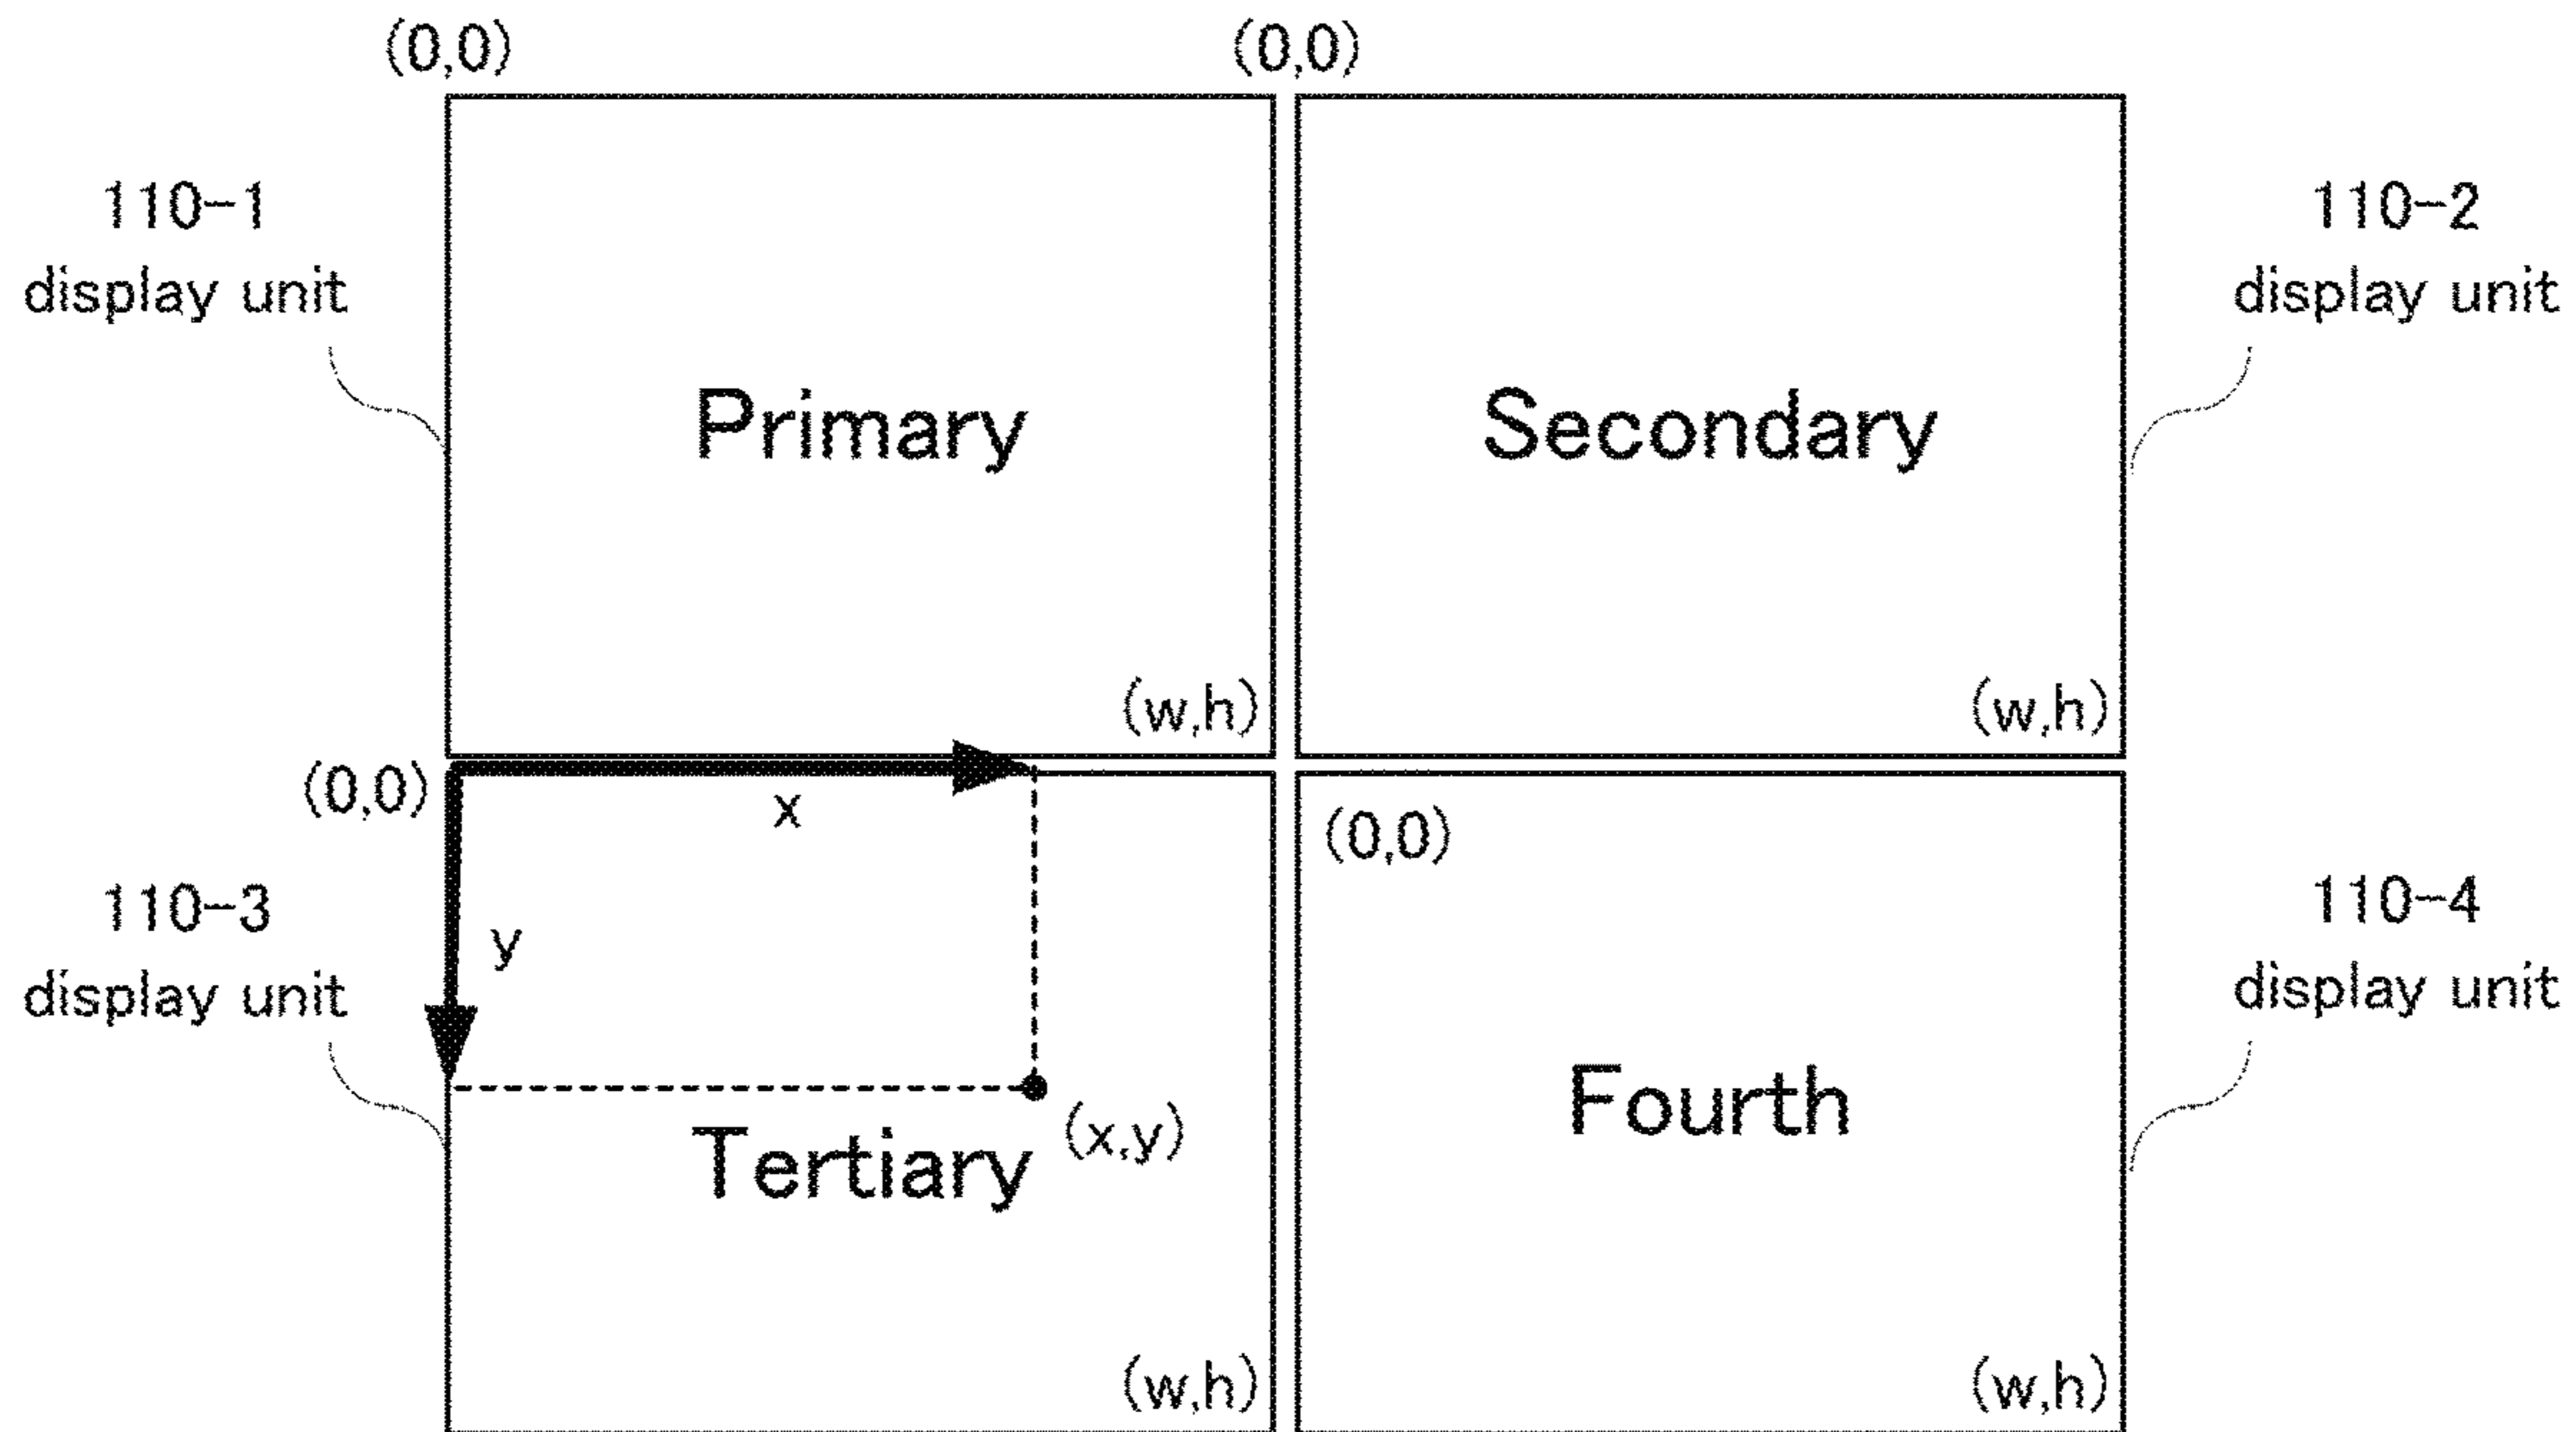 (0,0)
(0,0)
110-1
display unit
110-2
display unit
Primary
Secondary
(w,h)
(w,h)
(0,0)
x
(0,0)
110-3
display unit
y
110-4
display unit
(x,y)
Tertiary
Fourth
(w,h)
(w,h)